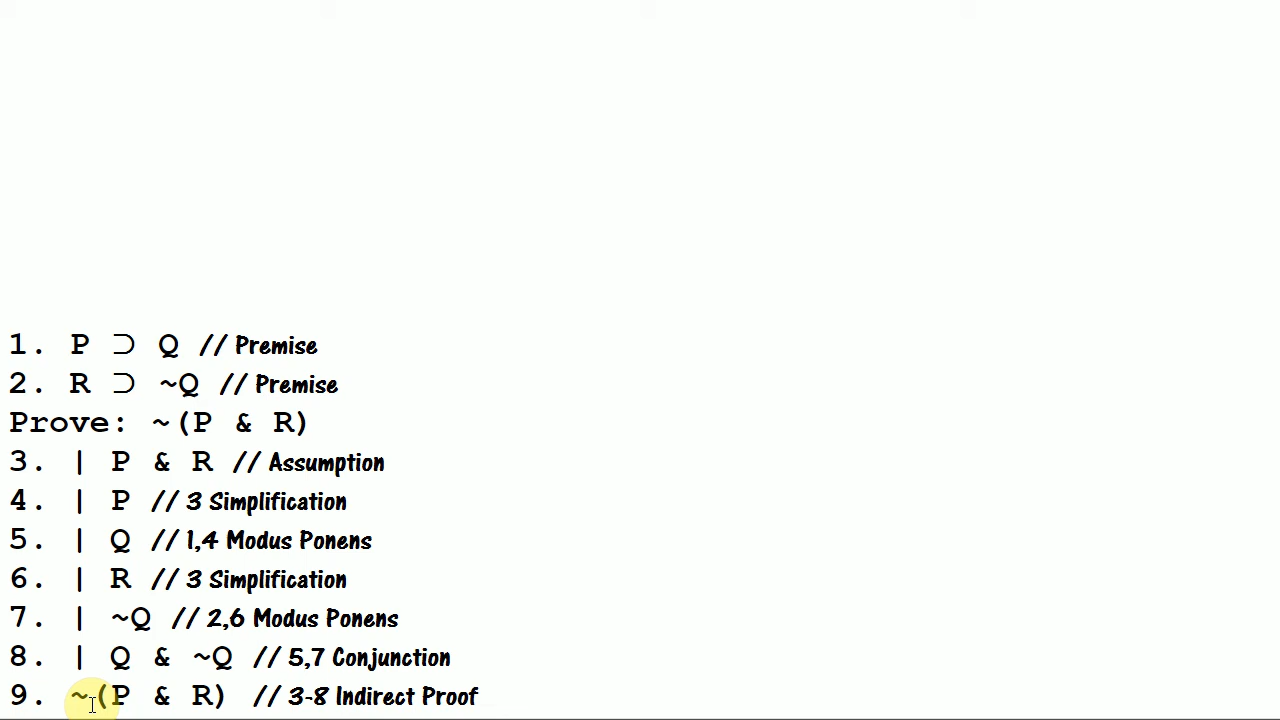 1. P ⊃ Q // Premise
2. R ⊃ ~Q // Premise
Prove: ~(P & R)
3. | P & R // Assumption
4. | P // 3 Simplification
5. | Q // 1,4 Modus Ponens
6. | R // 3 Simplification
7. | ~Q // 2,6 Modus Ponens
8. | Q & ~Q // 5,7 Conjunction
9. ~(P & R) // 3-8 Indirect Proof